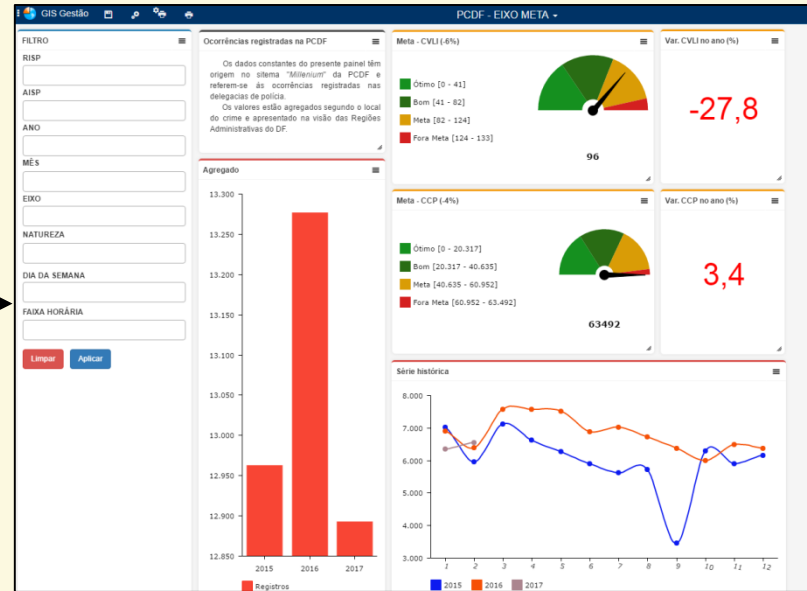 GIS Gestão
PCDF - EIXO META
FILTRO
RISP
AISP
ANO
MÊS
EIXO
NATUREZA
DIA DA SEMANA
FAIXA HORÁRIA
Limpar Aplicar
Ocorrências registradas na PCDF
Os dados constantes do presente painel têm
origem no sitema "Millenium" da PCDF e
referem-se ás ocorrências registradas nas
delegacias de polícia.
Os valores estão agregados segundo o local
do crime e apresentado na visão das Regiões
Administrativas do DF.
Agregado
13.300
13.250
13.200
13.150
13.100
13.050
13.000
12.950
12.900
12.850
2015 2016 2017
Registros
Meta - CVLI (-6%)
Ótimo [0 - 41]
Bom [41 - 82]
Meta [82 - 124]
Fora Meta [124 - 133]
96
Var. CVLI no ano (%)
-27,8
Meta - CCP (-4%)
Ótimo [0 - 20.317]
Bom [20.317 - 40.635]
Meta [40.635 - 60.952]
Fora Meta [60.952 - 63.492]
63492
Var. CCP no ano (%)
3,4
Série histórica
8.000
7.000
6.000
5.000
4.000
3.000
1 2 3 4 5 6 7 8 9 10 11 12
2015 2016 2017